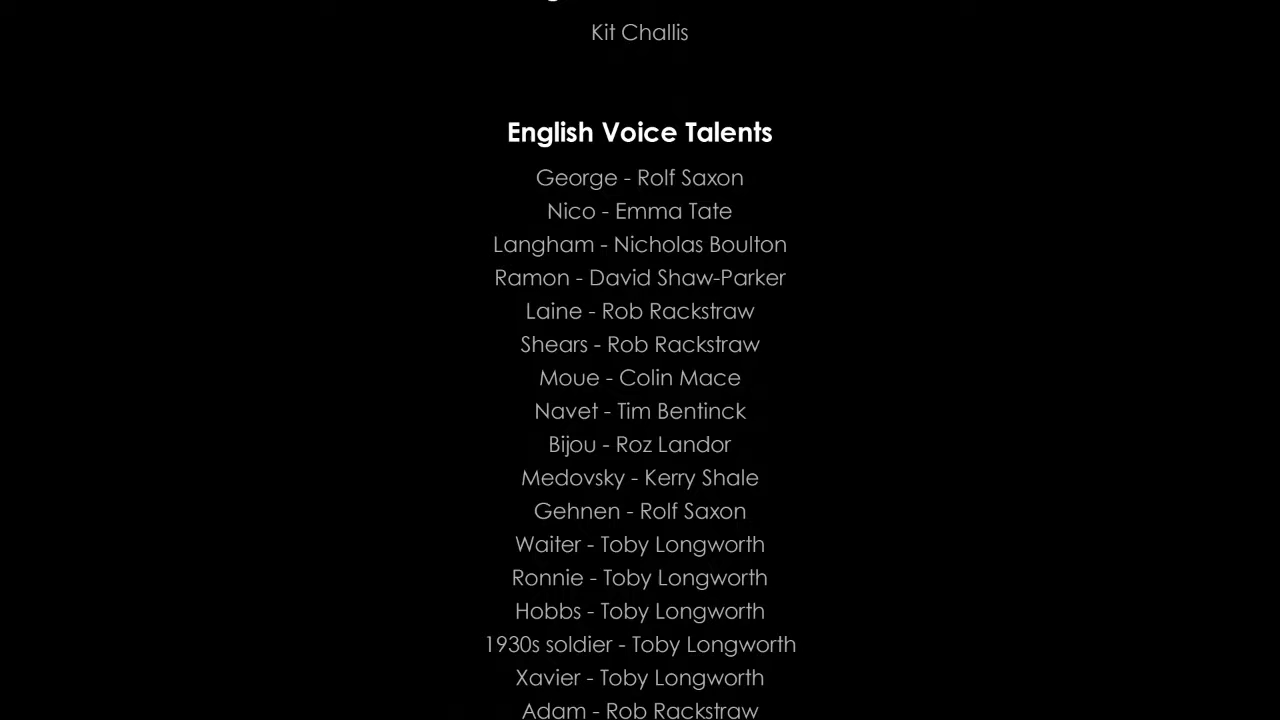 Kit Challis
English Voice Talents
George - Rolf Saxon
Nico - Emma Tate
Langham - Nicholas Boulton
Ramon - David Shaw-Parker
Laine - Rob Rackstraw
Shears - Rob Rackstraw
Moue - Colin Mace
Navet - Tim Bentinck
Bijou - Roz Landor
Medovsky - Kerry Shale
Gehnen - Rolf Saxon
Waiter - Toby Longworth
Ronnie - Toby Longworth
Hobbs - Toby Longworth
1930s soldier - Toby Longworth
Xavier - Toby Longworth
Adam - Rob Rackstraw